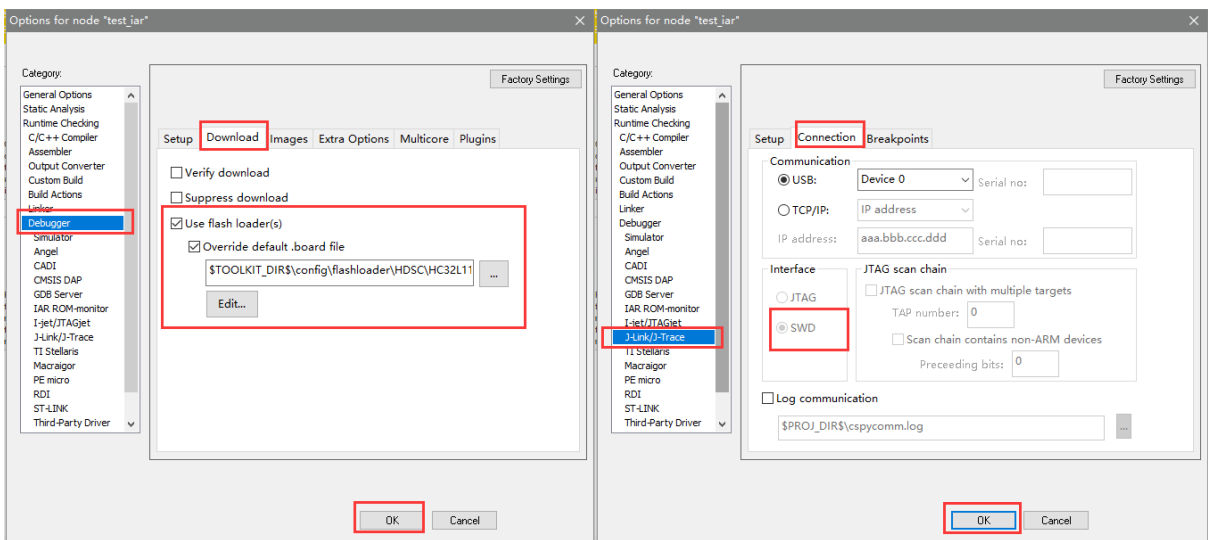 Options for node "test_iar"
Category:
General Options
Static Analysis
Runtime Checking
C/C++ Compiler
Assembler
Output Converter
Custom Build
Build Actions
Linker
Debugger
Simulator
Angel
CADI
CMSIS DAP
GDB Server
IAR ROM-monitor
I-jet/JTAGjet
J-Link/J-Trace
TI Stellaris
Macraigor
PE micro
RDI
ST-LINK
Third-Party Driver
Factory Settings
Setup Download Images Extra Options Multicore Plugins
Verify download
Suppress download
Use flash loader(s)
Override default .board file
$TOOLKIT_DIR$\config\flashloader\HDSC\HC32L11
...
Edit...
OK Cancel
Options for node "test_iar"
Category:
General Options
Static Analysis
Runtime Checking
C/C++ Compiler
Assembler
Output Converter
Custom Build
Build Actions
Linker
Debugger
Simulator
Angel
CADI
CMSIS DAP
GDB Server
IAR ROM-monitor
I-jet/JTAGjet
J-Link/J-Trace
TI Stellaris
Macraigor
PE micro
RDI
ST-LINK
Third-Party Driver
Factory Settings
Setup Connection Breakpoints
Communication
USB: Device 0 Serial no:
TCP/IP: IP address
IP address: aaa.bbb.ccc.ddd Serial no:
Interface
JTAG
SWD
JTAG scan chain
JTAG scan chain with multiple targets
TAP number: 0
Scan chain contains non-ARM devices
Preceeding bits: 0
Log communication
$PROJ_DIR$\cspycomm.log
...
OK Cancel